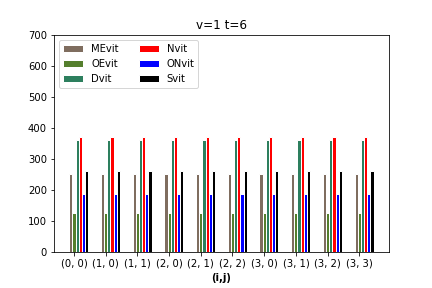 v=1 t=6
700
600
500
400
300
200
100
0
MEvit Nvit
OEvit ONvit
Dvit Svit
(0, 0) (1, 0) (1, 1) (2, 0) (2, 1) (2, 2) (3, 0) (3, 1) (3, 2) (3, 3)
(i,j)